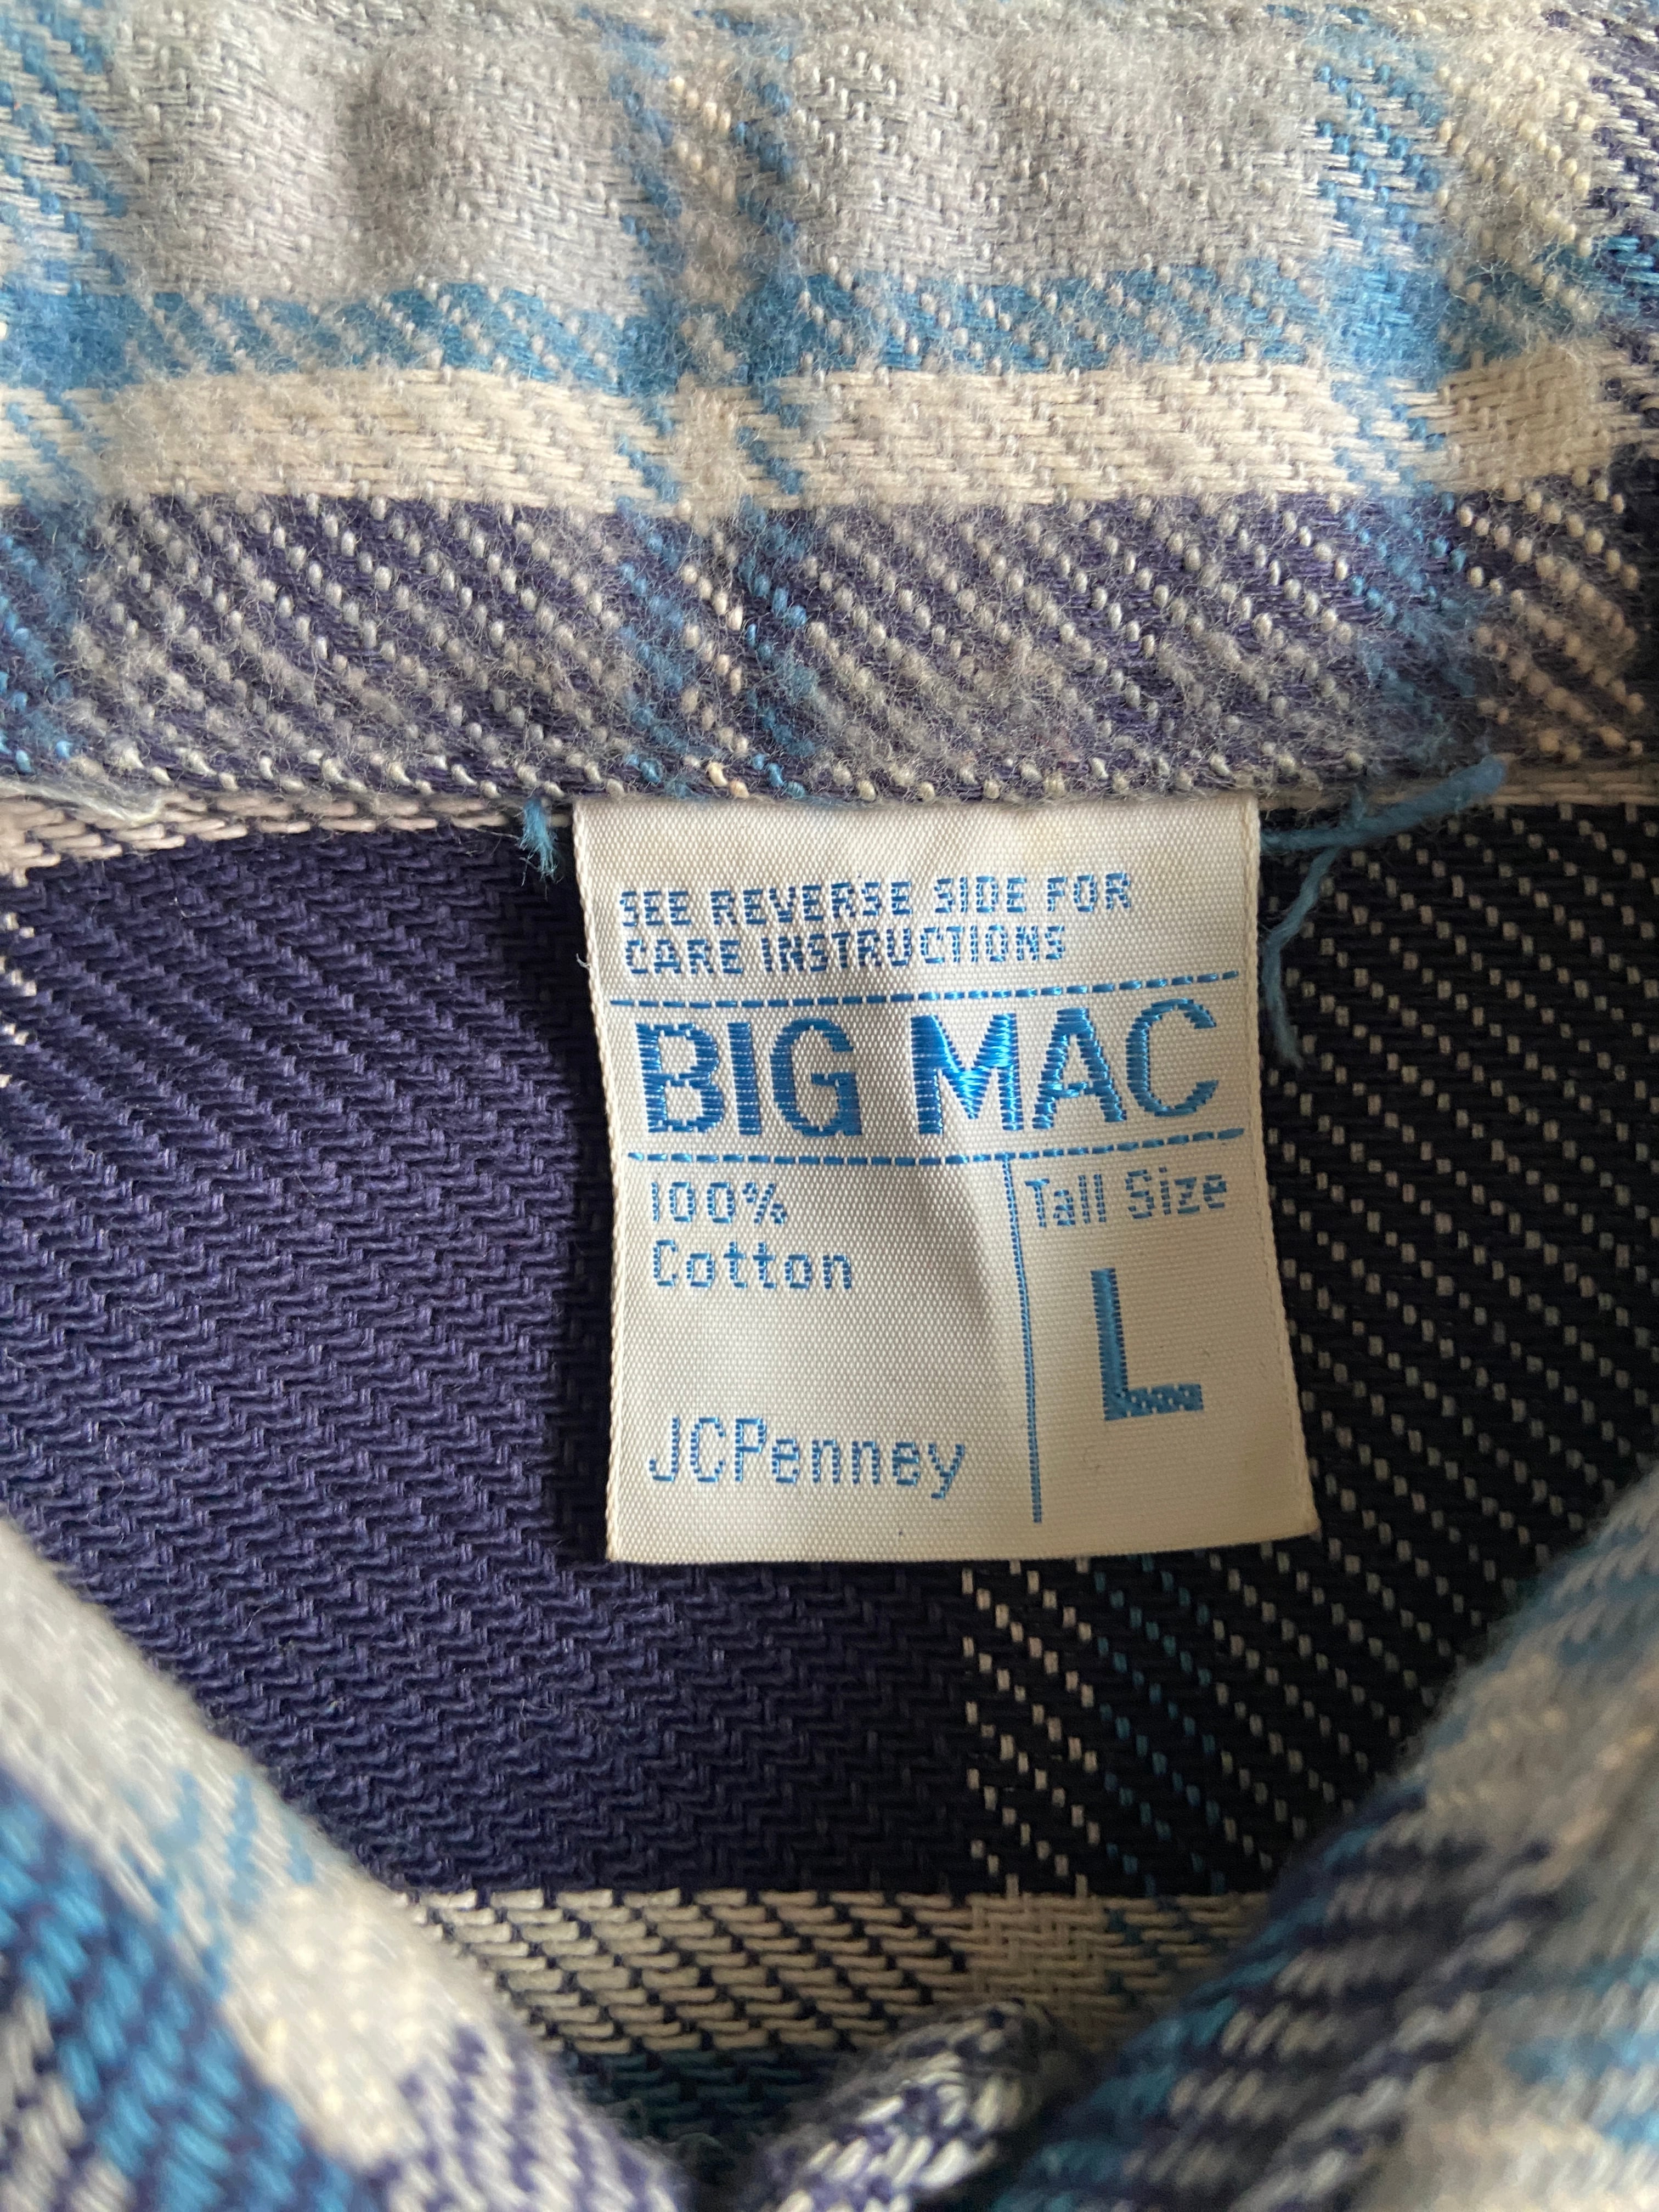 SEE REVERSE SIDE FOR
CARE INSTRUCTIONS
BIG MAC
100%
Cotton
JCPenney
Tall Size
L